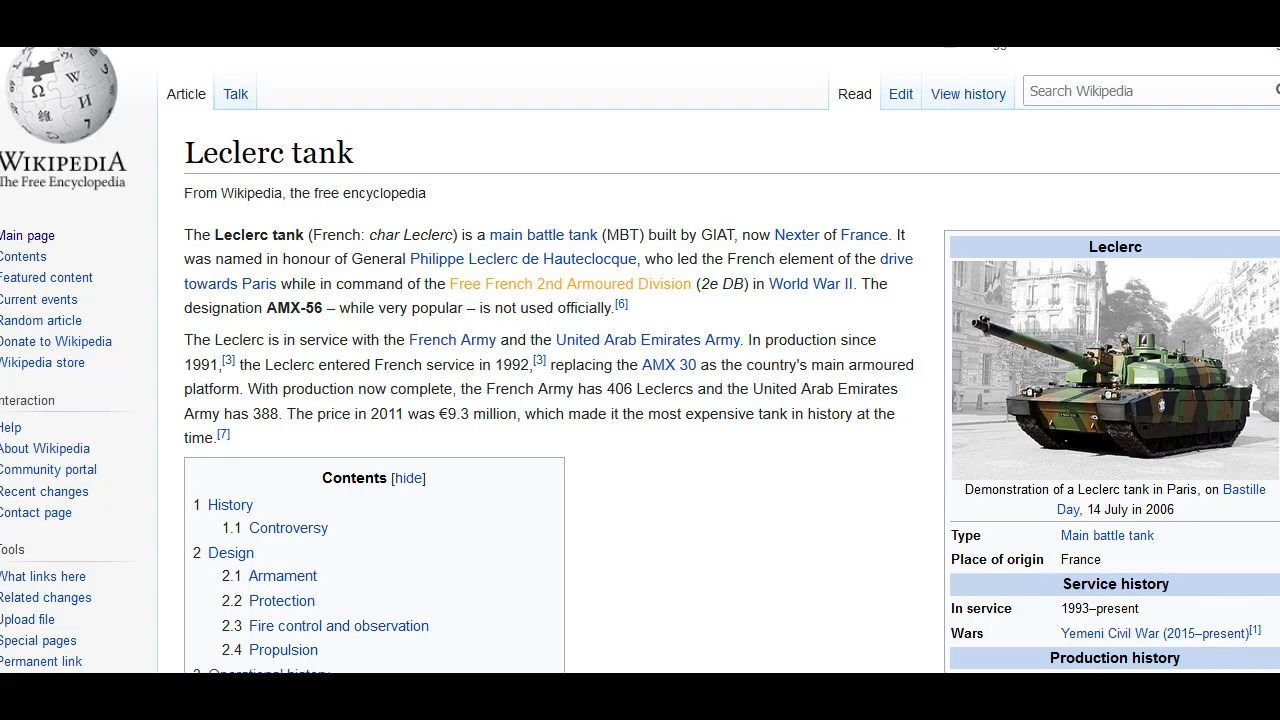 Article
Talk
Read
Edit
View history
Search Wikipedia
WIKIPEDIA
The Free Encyclopedia
Leclerc tank
From Wikipedia, the free encyclopedia
Main page
Contents
Featured content
Current events
Random article
Donate to Wikipedia
Wikipedia store
Interaction
Help
About Wikipedia
Community portal
Recent changes
Contact page
Tools
What links here
Related changes
Upload file
Special pages
Permanent link
The Leclerc tank (French: char Leclerc) is a main battle tank (MBT) built by GIAT, now Nexter of France. It
was named in honour of General Philippe Leclerc de Hauteclocque, who led the French element of the drive
towards Paris while in command of the Free French 2nd Armoured Division (2e DB) in World War II. The
designation AMX-56 – while very popular – is not used officially.[6]
The Leclerc is in service with the French Army and the United Arab Emirates Army. In production since
1991,[3] the Leclerc entered French service in 1992,[3] replacing the AMX 30 as the country's main armoured
platform. With production now complete, the French Army has 406 Leclercs and the United Arab Emirates
Army has 388. The price in 2011 was €9.3 million, which made it the most expensive tank in history at the
time.[7]
Contents [hide]
1 History
1.1 Controversy
2 Design
2.1 Armament
2.2 Protection
2.3 Fire control and observation
2.4 Propulsion
3 Operational history
Leclerc
Demonstration of a Leclerc tank in Paris, on Bastille
Day, 14 July in 2006
Type Main battle tank
Place of origin France
Service history
In service 1993–present
Wars Yemeni Civil War (2015–present)[1]
Production history